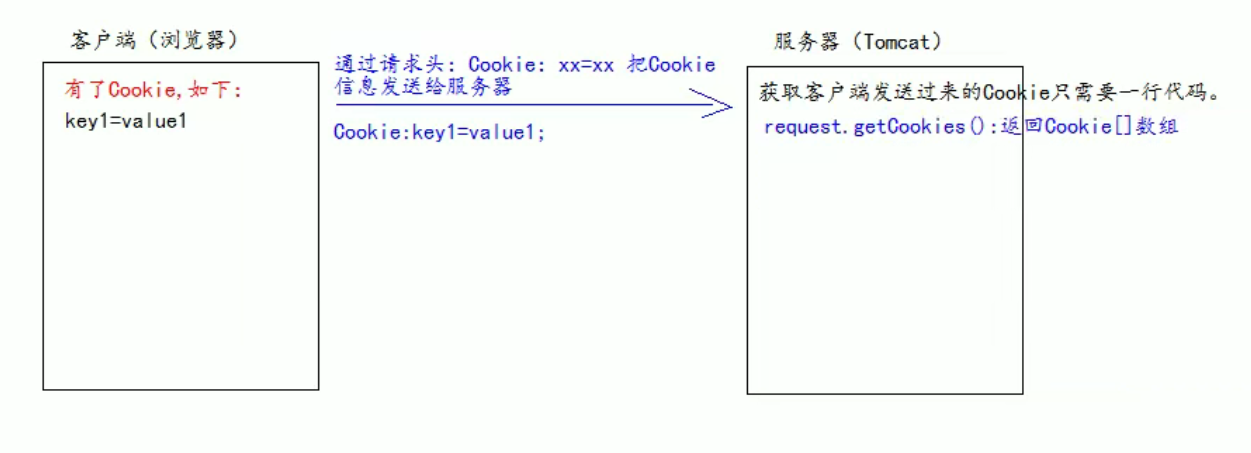 客户端（浏览器）
有了Cookie,如下:
key1=value1
通过请求头: Cookie: xx=xx 把Cookie
信息发送给服务器
Cookie:key1=value1;
服务器（Tomcat）
获取客户端发送过来的Cookie只需要一行代码。
request.getCookies():返回Cookie[]数组